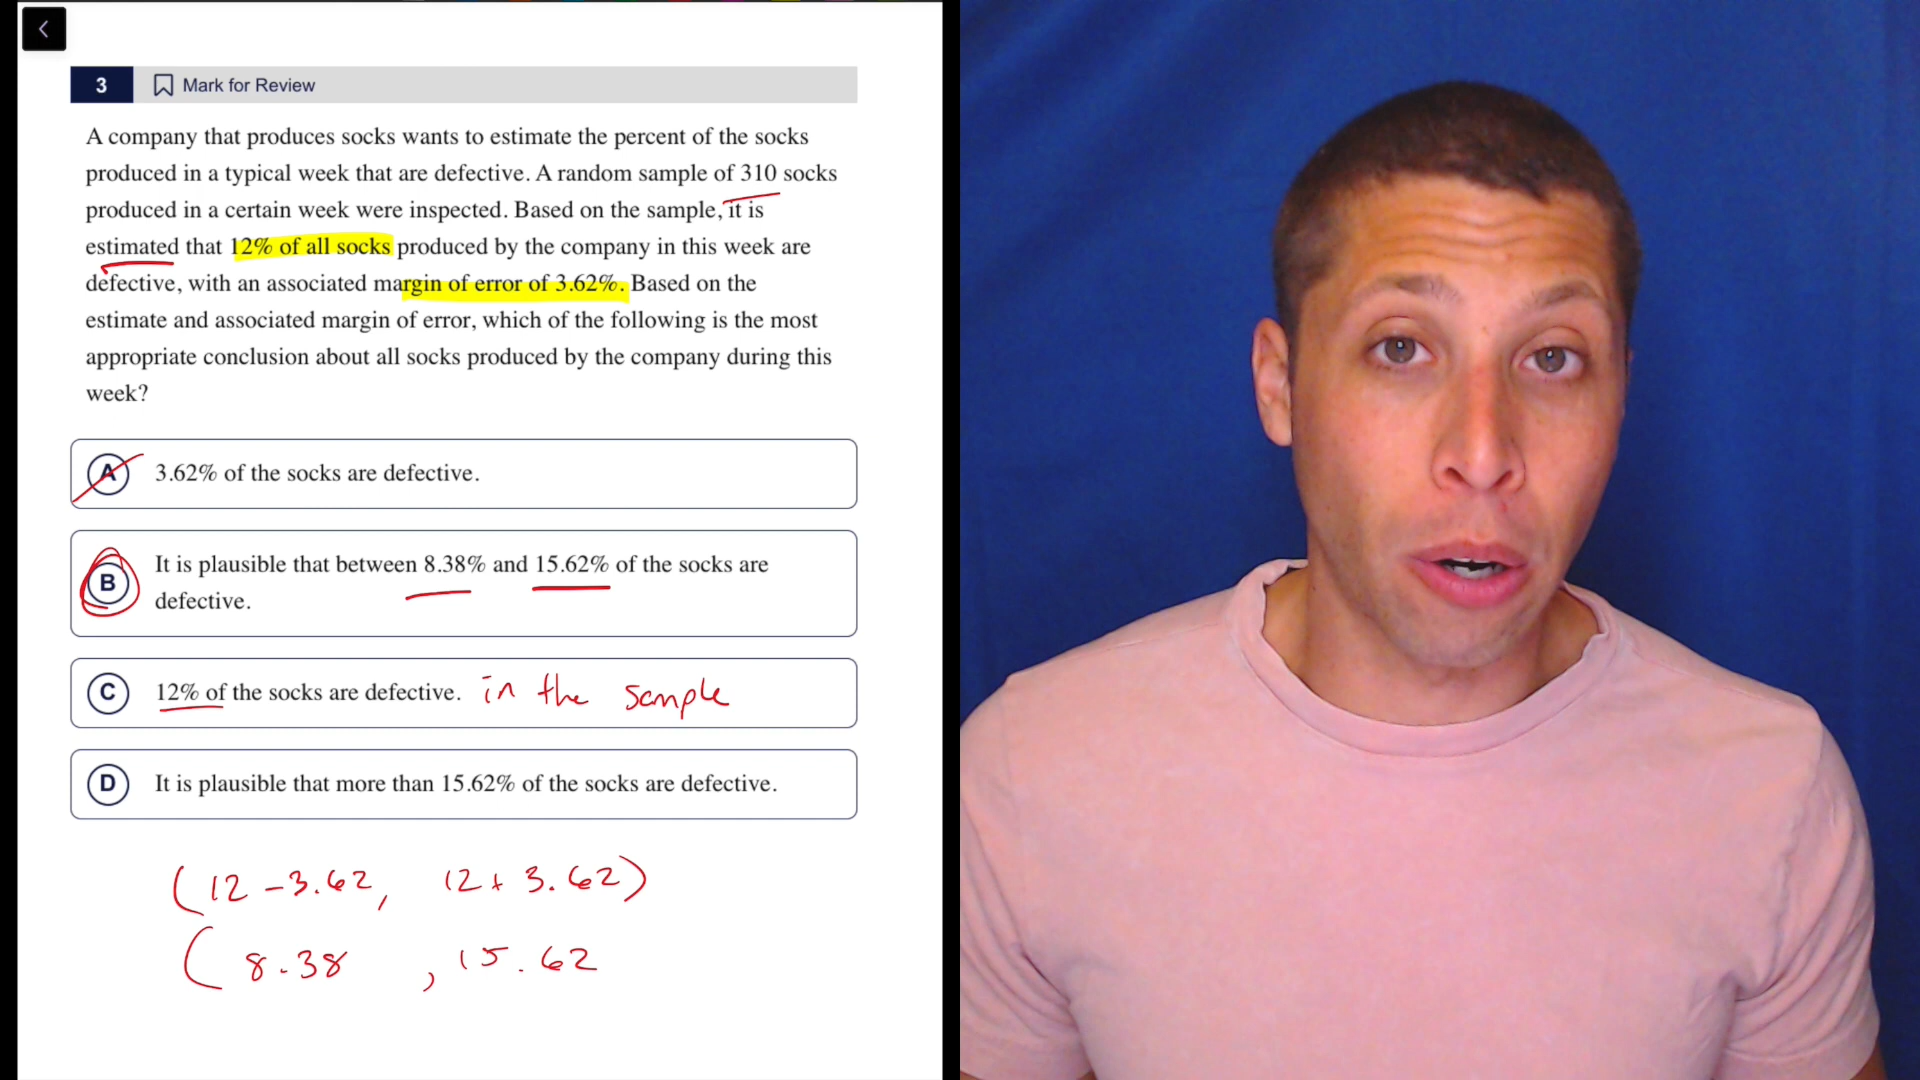 3 Mark for Review
A company that produces socks wants to estimate the percent of the socks
produced in a typical week that are defective. A random sample of 310 socks
produced in a certain week were inspected. Based on the sample, it is
estimated that 12% of all socks produced by the company in this week are
defective, with an associated margin of error of 3.62%. Based on the
estimate and associated margin of error, which of the following is the most
appropriate conclusion about all socks produced by the company during this
week?
A 3.62% of the socks are defective.
B It is plausible that between 8.38% and 15.62% of the socks are
defective.
C 12% of the socks are defective. in the sample
D It is plausible that more than 15.62% of the socks are defective.
(12 - 3.62, 12 + 3.62)
(8.38 , 15.62